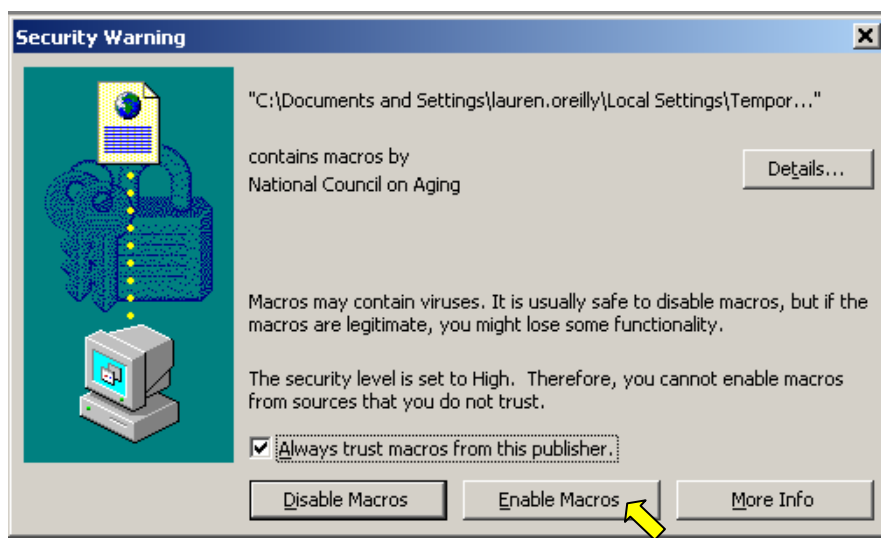 Security Warning
"C:\Documents and Settings\lauren.oreilly\Local Settings\Tempor..."
contains macros by
National Council on Aging
Details...
Macros may contain viruses. It is usually safe to disable macros, but if the
macros are legitimate, you might lose some functionality.
The security level is set to High.  Therefore, you cannot enable macros
from sources that you do not trust.
Always trust macros from this publisher.
Disable Macros
Enable Macros
More Info